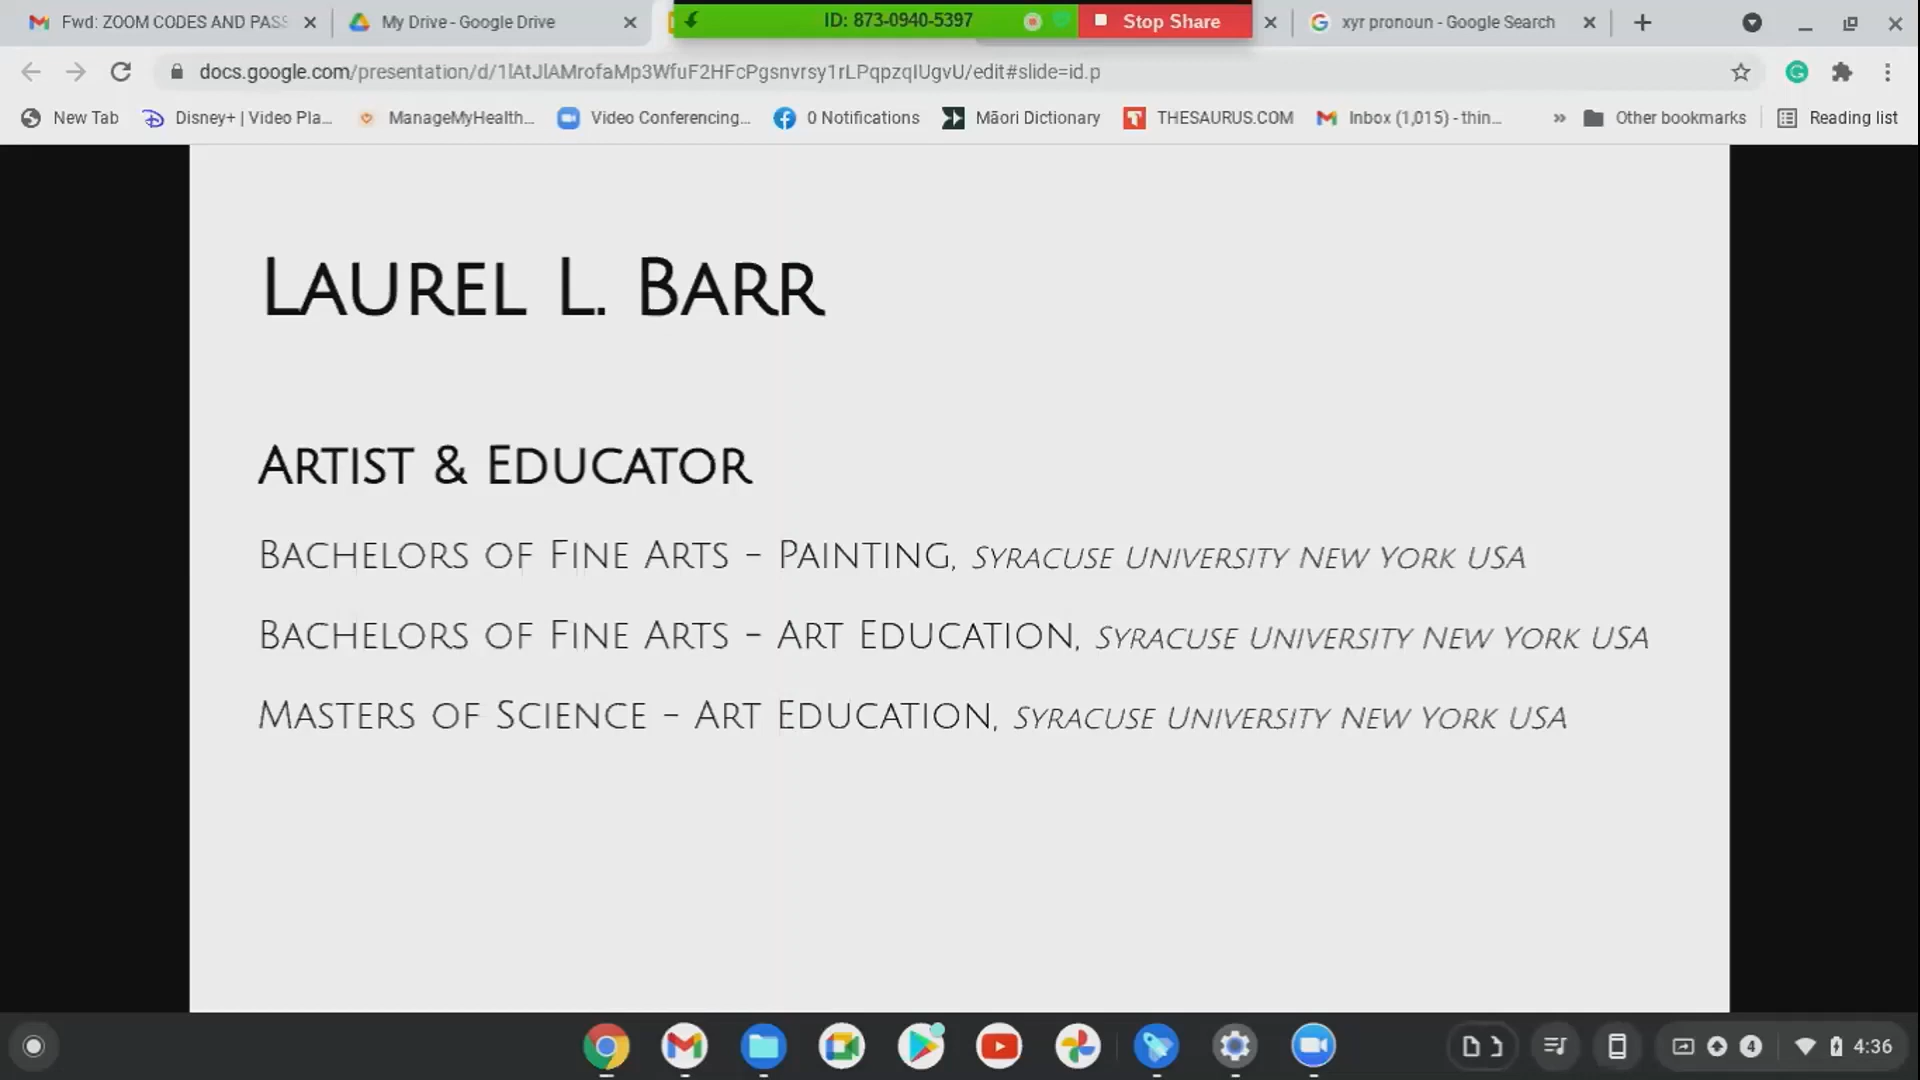 Fwd: ZOOM CODES AND PASS
My Drive - Google Drive
ID: 873-0940-5397
Stop Share
xyr pronoun - Google Search
docs.google.com/presentation/d/1lAtJlAMrofaMp3WfuF2HFcPgsnvrsy1rLPqpzqIUgvU/edit#slide=id.p
New Tab
Disney+ | Video Pla...
ManageMyHealth...
Video Conferencing...
0 Notifications
Māori Dictionary
THESAURUS.COM
Inbox (1,015) - thin...
Other bookmarks
Reading list
LAUREL L. BARR
ARTIST & EDUCATOR
BACHELORS OF FINE ARTS - PAINTING, SYRACUSE UNIVERSITY NEW YORK USA
BACHELORS OF FINE ARTS - ART EDUCATION, SYRACUSE UNIVERSITY NEW YORK USA
MASTERS OF SCIENCE - ART EDUCATION, SYRACUSE UNIVERSITY NEW YORK USA
4
4:36